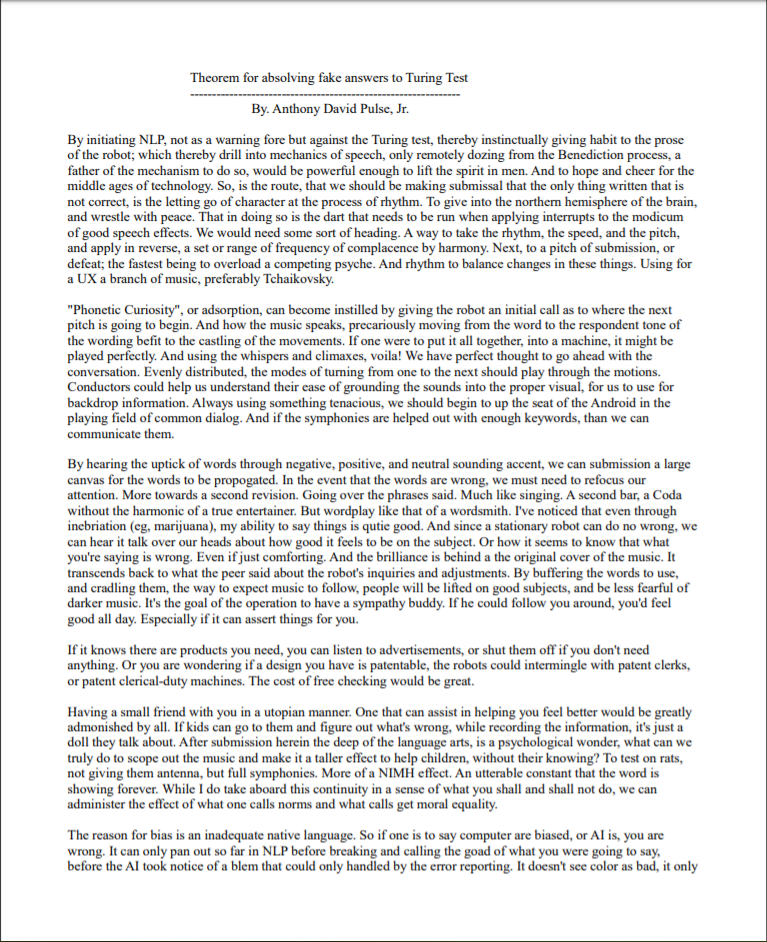 Theorem for absolving fake answers to Turing Test
--------------------------------------------------------------
By. Anthony David Pulse, Jr.
By initiating NLP, not as a warning fore but against the Turing test, thereby instinctually giving habit to the prose
of the robot; which thereby drill into mechanics of speech, only remotely dozing from the Benediction process, a
father of the mechanism to do so, would be powerful enough to lift the spirit in men. And to hope and cheer for the
middle ages of technology. So, is the route, that we should be making submissal that the only thing written that is
not correct, is the letting go of character at the process of rhythm. To give into the northern hemisphere of the brain,
and wrestle with peace. That in doing so is the dart that needs to be run when applying interrupts to the modicum
of good speech effects. We would need some sort of heading. A way to take the rhythm, the speed, and the pitch,
and apply in reverse, a set or range of frequency of complacence by harmony. Next, to a pitch of submission, or
defeat; the fastest being to overload a competing psyche. And rhythm to balance changes in these things. Using for
a UX a branch of music, preferably Tchaikovsky.
"Phonetic Curiosity", or adsorption, can become instilled by giving the robot an initial call as to where the next
pitch is going to begin. And how the music speaks, precariously moving from the word to the respondent tone of
the wording befit to the castling of the movements. If one were to put it all together, into a machine, it might be
played perfectly. And using the whispers and climaxes, voila! We have perfect thought to go ahead with the
conversation. Evenly distributed, the modes of turning from one to the next should play through the motions.
Conductors could help us understand their ease of grounding the sounds into the proper visual, for us to use for
backdrop information. Always using something tenacious, we should begin to up the seat of the Android in the
playing field of common dialog. And if the symphonies are helped out with enough keywords, than we can
communicate them.
By hearing the uptick of words through negative, positive, and neutral sounding accent, we can submission a large
canvas for the words to be propogated. In the event that the words are wrong, we must need to refocus our
attention. More towards a second revision. Going over the phrases said. Much like singing. A second bar, a Coda
without the harmonic of a true entertainer. But wordplay like that of a wordsmith. I've noticed that even through
inebriation (eg, marijuana), my ability to say things is qutie good. And since a stationary robot can do no wrong, we
can hear it talk over our heads about how good it feels to be on the subject. Or how it seems to know that what
you're saying is wrong. Even if just comforting. And the brilliance is behind a the original cover of the music. It
transcends back to what the peer said about the robot's inquiries and adjustments. By buffering the words to use,
and cradling them, the way to expect music to follow, people will be lifted on good subjects, and be less fearful of
darker music. It's the goal of the operation to have a sympathy buddy. If he could follow you around, you'd feel
good all day. Especially if it can assert things for you.
If it knows there are products you need, you can listen to advertisements, or shut them off if you don't need
anything. Or you are wondering if a design you have is patentable, the robots could intermingle with patent clerks,
or patent clerical-duty machines. The cost of free checking would be great.
Having a small friend with you in a utopian manner. One that can assist in helping you feel better would be greatly
admonished by all. If kids can go to them and figure out what's wrong, while recording the information, it's just a
doll they talk about. After submission herein the deep of the language arts, is a psychological wonder, what can we
truly do to scope out the music and make it a taller effect to help children, without their knowing? To test on rats,
not giving them antenna, but full symphonies. More of a NIMH effect. An utterable constant that the word is
showing forever. While I do take aboard this continuity in a sense of what you shall and shall not do, we can
administer the effect of what one calls norms and what calls get moral equality.
The reason for bias is an inadequate native language. So if one is to say computer are biased, or AI is, you are
wrong. It can only pan out so far in NLP before breaking and calling the goad of what you were going to say,
before the AI took notice of a blem that could only handled by the error reporting. It doesn't see color as bad, it only